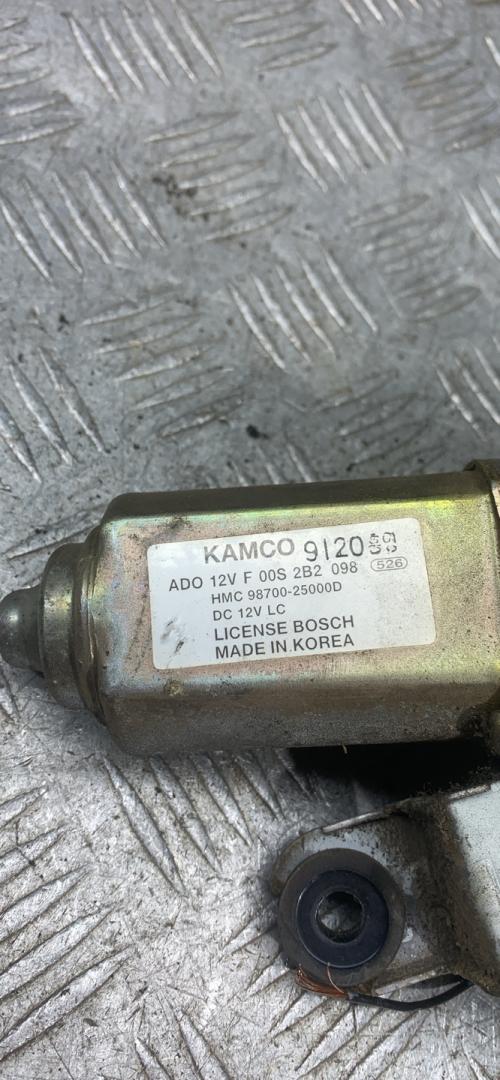 KAMCO 9120
ADO 12V F 00S 2B2 098 526
HMC 98700-25000D
DC 12V LC
LICENSE BOSCH
MADE IN KOREA